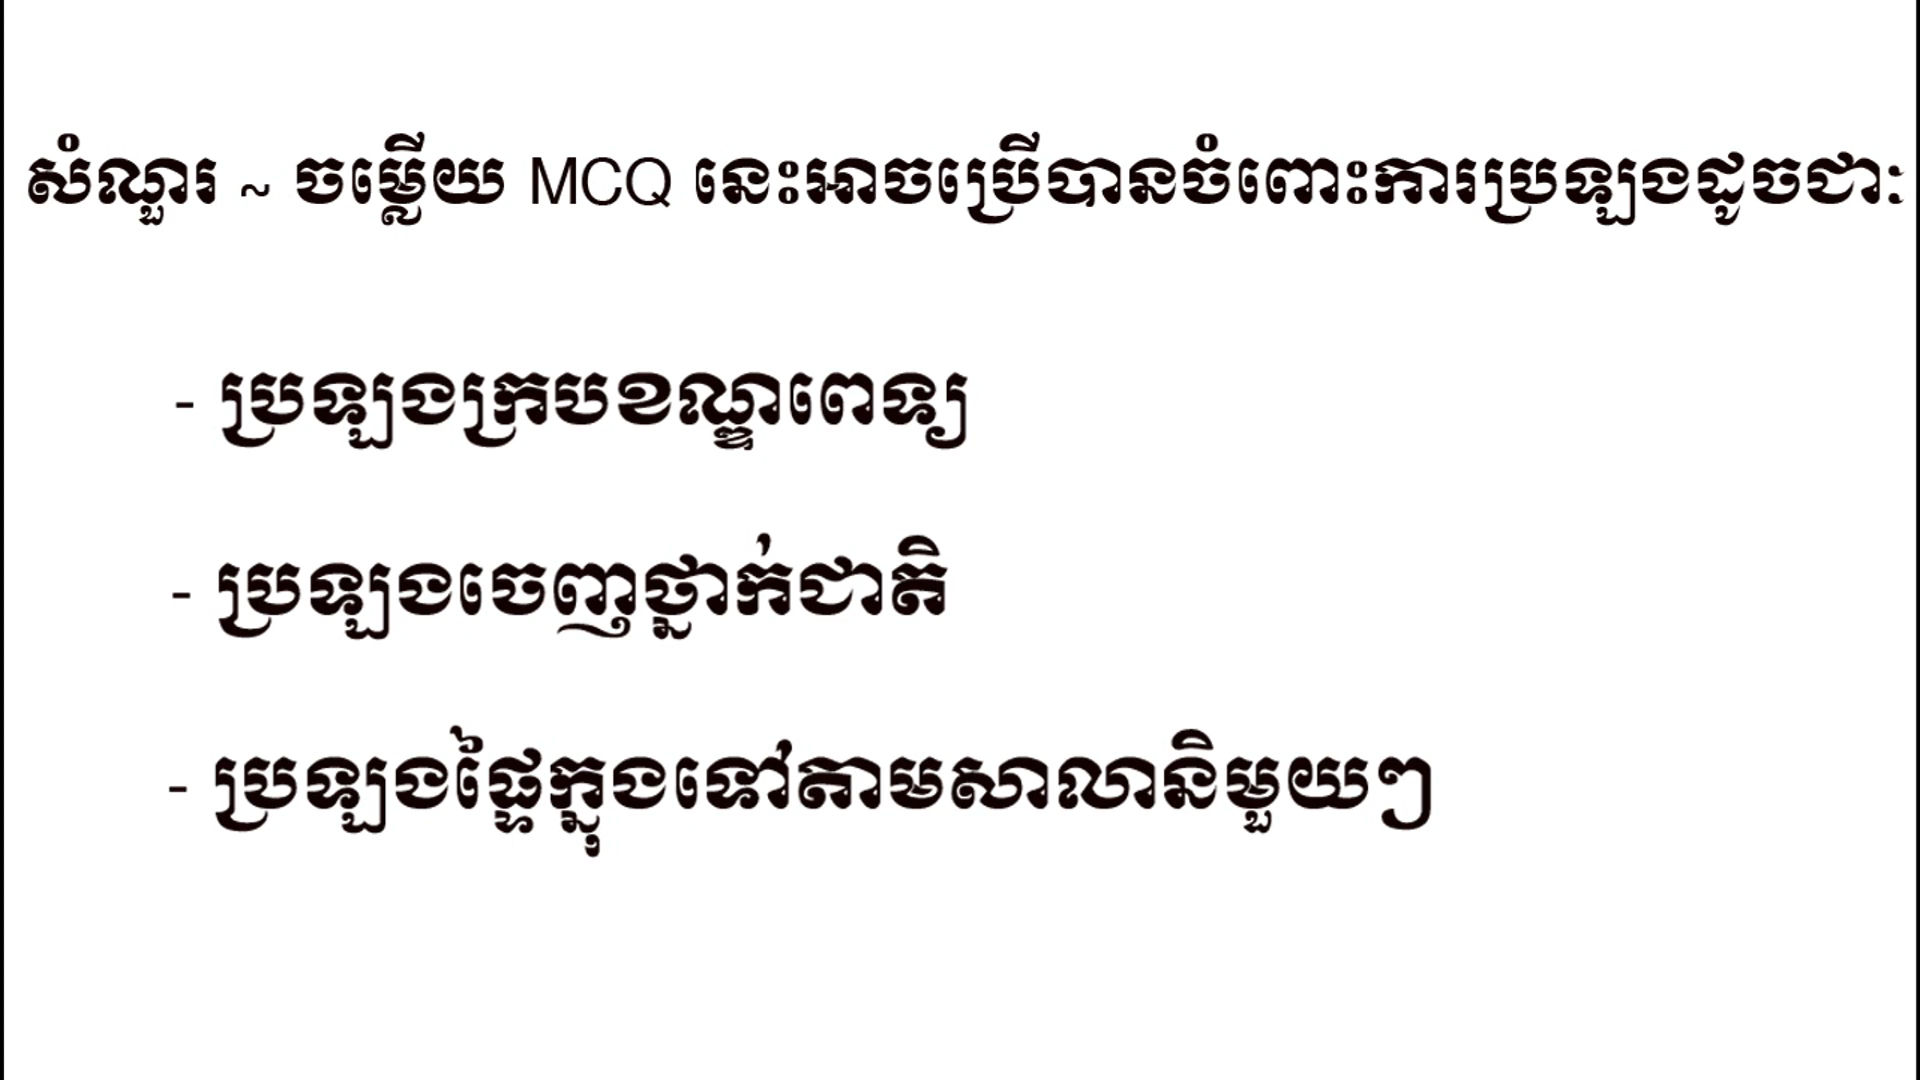 សំណួរ ~ ចម្លើយ MCQ នេះអាចប្រើបានចំពោះការប្រឡងដូចជាៈ
- ប្រឡងក្របខណ្ឌពេទ្យ
- ប្រឡងចេញថ្នាក់ជាតិ
- ប្រឡងផ្ទៃក្នុងទៅតាមសាលានិមួយៗ